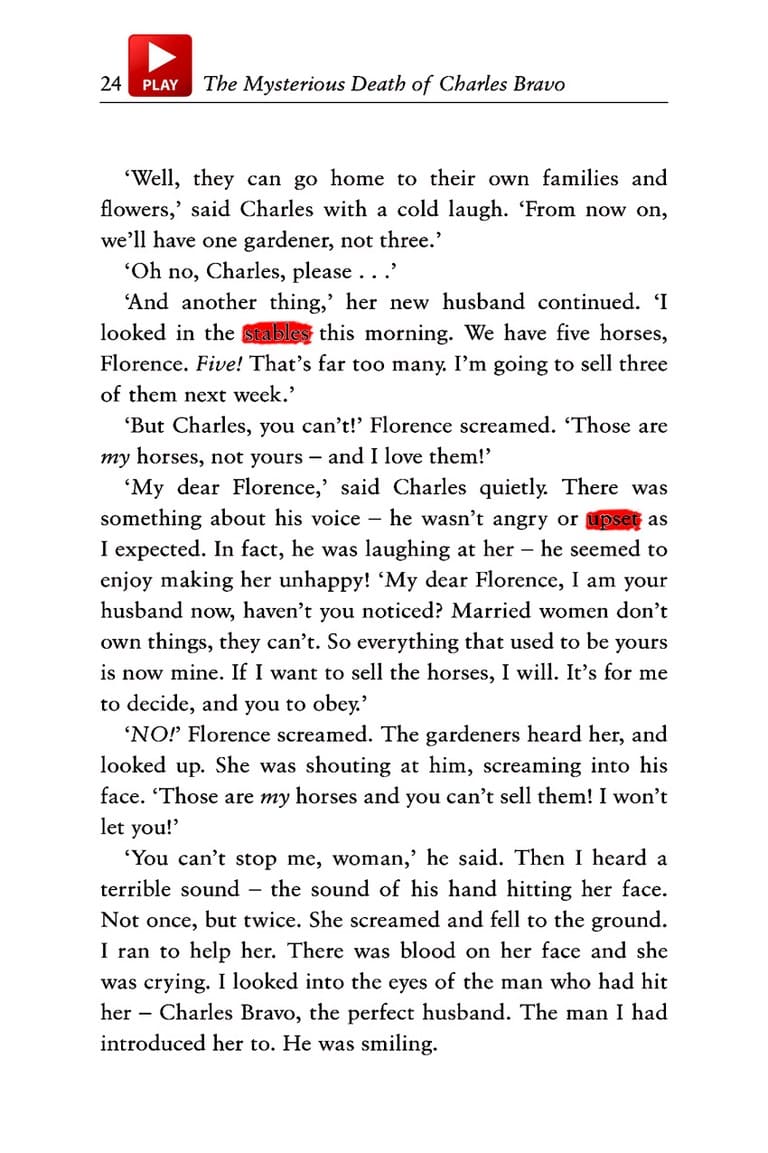 24 PLAY The Mysterious Death of Charles Bravo
‘Well, they can go home to their own families and
flowers,’ said Charles with a cold laugh. ‘From now on,
we’ll have one gardener, not three.’
‘Oh no, Charles, please . . .’
‘And another thing,’ her new husband continued. ‘I
looked in the stables this morning. We have five horses,
Florence. Five! That’s far too many. I’m going to sell three
of them next week.’
‘But Charles, you can’t!’ Florence screamed. ‘Those are
my horses, not yours – and I love them!’
‘My dear Florence,’ said Charles quietly. There was
something about his voice – he wasn’t angry or upset as
I expected. In fact, he was laughing at her – he seemed to
enjoy making her unhappy! ‘My dear Florence, I am your
husband now, haven’t you noticed? Married women don’t
own things, they can’t. So everything that used to be yours
is now mine. If I want to sell the horses, I will. It’s for me
to decide, and you to obey.’
‘NO!’ Florence screamed. The gardeners heard her, and
looked up. She was shouting at him, screaming into his
face. ‘Those are my horses and you can’t sell them! I won’t
let you!’
‘You can’t stop me, woman,’ he said. Then I heard a
terrible sound – the sound of his hand hitting her face.
Not once, but twice. She screamed and fell to the ground.
I ran to help her. There was blood on her face and she
was crying. I looked into the eyes of the man who had hit
her – Charles Bravo, the perfect husband. The man I had
introduced her to. He was smiling.